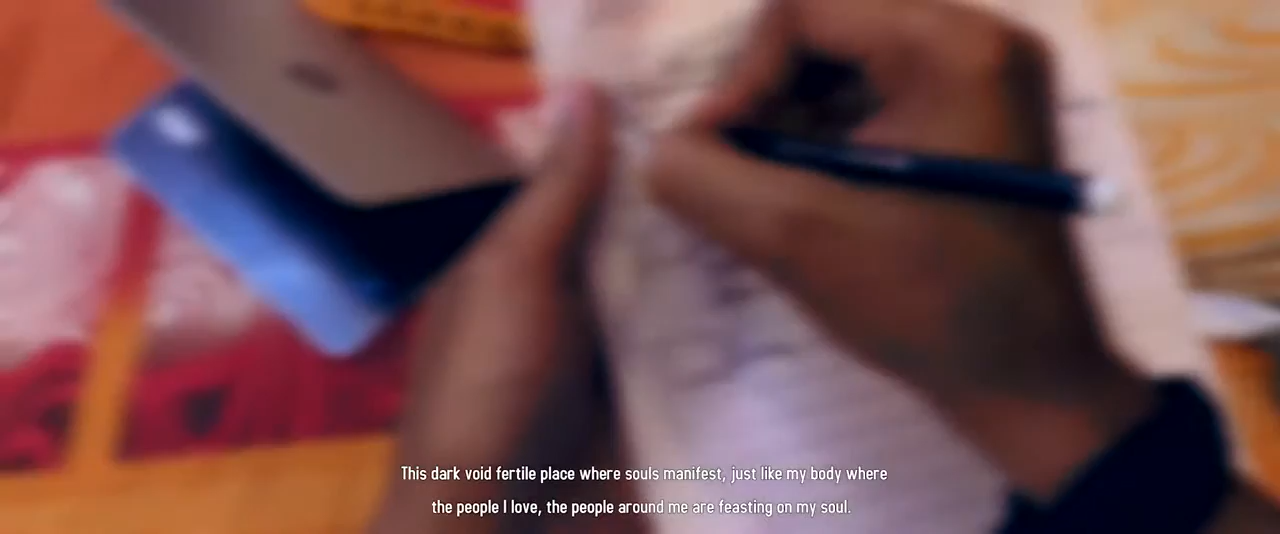 This dark void fertile place where souls manifest, just like my body where
the people I love, the people around me are feasting on my soul.